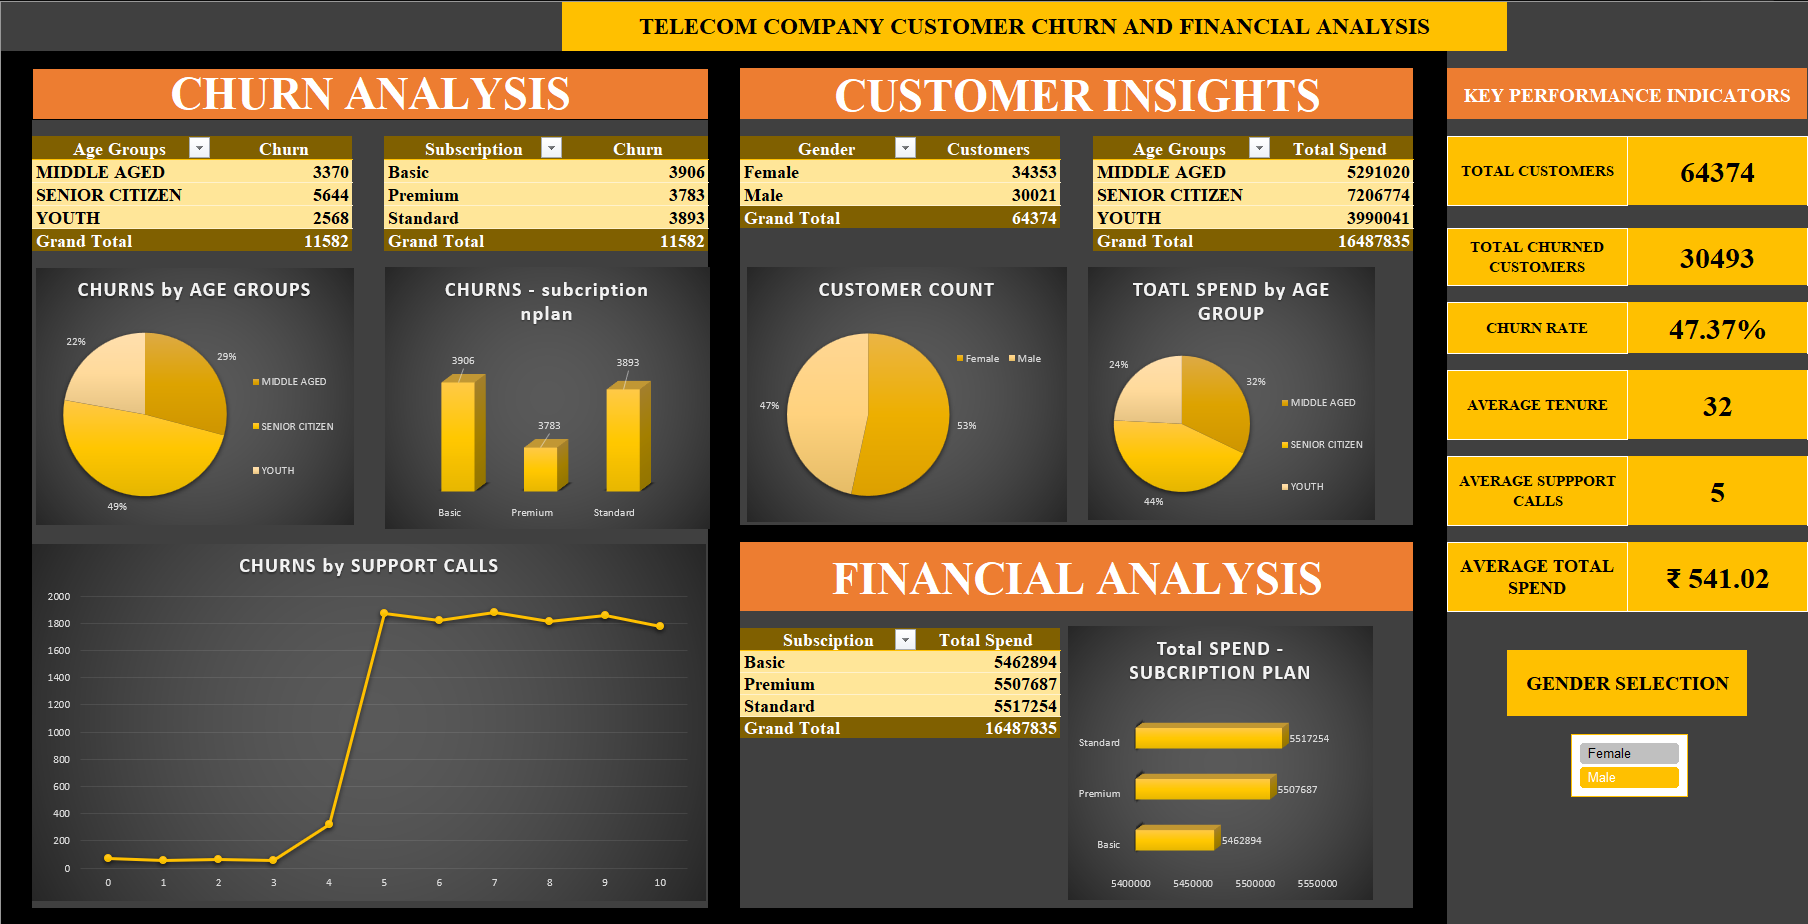 TELECOM COMPANY CUSTOMER CHURN AND FINANCIAL ANALYSIS
CHURN ANALYSIS
Age Groups Churn
MIDDLE AGED 3370
SENIOR CITIZEN 5644
YOUTH 2568
Grand Total 11582
Subscription Churn
Basic 3906
Premium 3783
Standard 3893
Grand Total 11582
CHURNS by AGE GROUPS
22%
29%
49%
MIDDLE AGED
SENIOR CITIZEN
YOUTH
CHURNS - subcription
nplan
3906
3783
3893
Basic Premium Standard
CHURNS by SUPPORT CALLS
2000
1800
1600
1400
1200
1000
800
600
400
200
0
0 1 2 3 4 5 6 7 8 9 10
CUSTOMER INSIGHTS
Gender Customers
Female 34353
Male 30021
Grand Total 64374
Age Groups Total Spend
MIDDLE AGED 5291020
SENIOR CITIZEN 7206774
YOUTH 3990041
Grand Total 16487835
CUSTOMER COUNT
Female Male
47%
53%
TOATL SPEND by AGE
GROUP
24%
32%
44%
MIDDLE AGED
SENIOR CITIZEN
YOUTH
FINANCIAL ANALYSIS
Subsciption Total Spend
Basic 5462894
Premium 5507687
Standard 5517254
Grand Total 16487835
Total SPEND -
SUBCRIPTION PLAN
Standard 5517254
Premium 5507687
Basic 5462894
5400000 5450000 5500000 5550000
KEY PERFORMANCE INDICATORS
TOTAL CUSTOMERS 64374
TOTAL CHURNED
CUSTOMERS
30493
CHURN RATE 47.37%
AVERAGE TENURE 32
AVERAGE SUPPPORT
CALLS
5
AVERAGE TOTAL
SPEND
₹ 541.02
GENDER SELECTION
Female
Male